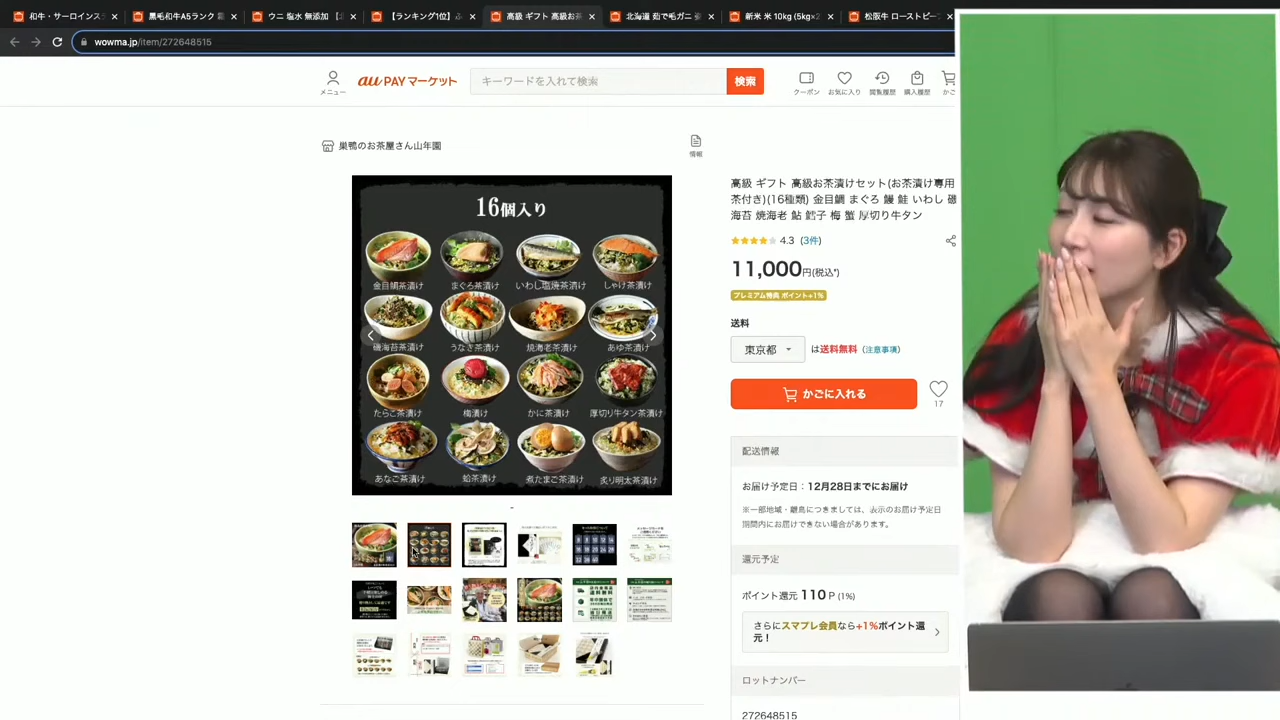 和牛・サーロインス
黒毛和牛A5ランク
ウニ 塩水 無添加
【ランキング1位】ふ
高級 ギフト 高級お茶
北海道 茹で毛ガニ
新米 米 10kg (5kg×2
松阪牛 ローストビー
wowma.jp/item/272648515
メニュー
au PAY マーケット
キーワードを入れて検索
検索
クーポン
お気に入り
閲覧履歴
購入履歴
かご
巣鴨のお茶屋さん山年園
情報
16個入り
金目鯛茶漬け
まぐろ茶漬け
いわし塩焼茶漬け
しゃけ茶漬け
磯海苔茶漬け
うなぎ茶漬け
焼海老茶漬け
あゆ茶漬け
たらこ茶漬け
梅漬け
かに茶漬け
厚切り牛タン茶漬け
あなご茶漬け
蛤茶漬け
煮たまご茶漬け
炙り明太茶漬け
高級 ギフト 高級お茶漬けセット(お茶漬け専用
茶付き)(16種類) 金目鯛 まぐろ 鰻 鮭 いわし 磯
海苔 焼海老 鮎 鱈子 梅 蟹 厚切り牛タン
4.3 (3件)
11,000円(税込*)
プレミアム特典 ポイント+1%
送料
東京都 は送料無料 (注意事項)
かごに入れる
17
配送情報
お届け予定日：12月28日までにお届け
※一部地域・離島につきましては、表示のお届け予定日
期間内にお届けできない場合があります。
還元予定
ポイント還元 110 P (1%)
さらにスマプレ会員なら+1%ポイント還
元！
ロットナンバー
272648515